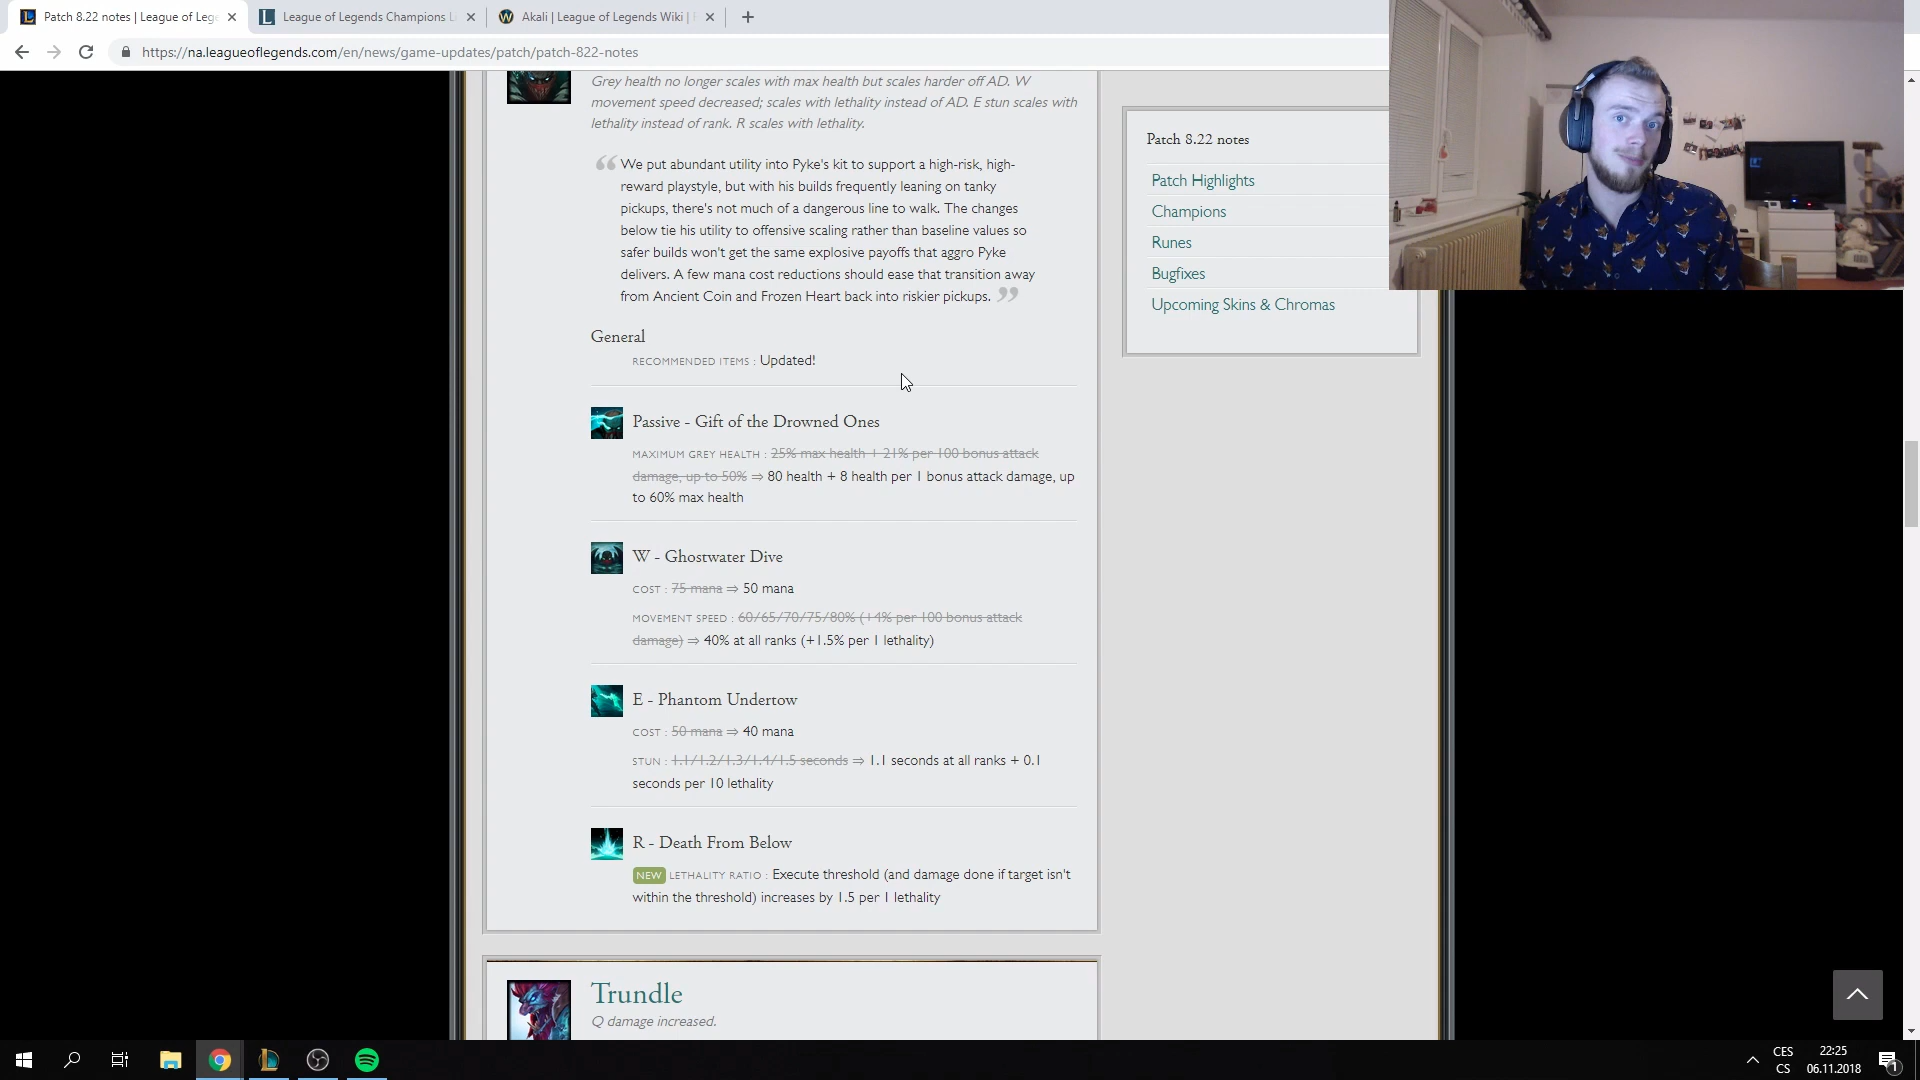 Patch 8.22 notes | League of Leg
League of Legends Champions L
Akali | League of Legends Wiki |
https://na.leagueoflegends.com/en/news/game-updates/patch/patch-822-notes
Grey health no longer scales with max health but scales harder off AD. W
movement speed decreased; scales with lethality instead of AD. E stun scales with
lethality instead of rank. R scales with lethality.
“ We put abundant utility into Pyke's kit to support a high-risk, high-
reward playstyle, but with his builds frequently leaning on tanky
pickups, there's not much of a dangerous line to walk. The changes
below tie his utility to offensive scaling rather than baseline values so
safer builds won't get the same explosive payoffs that aggro Pyke
delivers. A few mana cost reductions should ease that transition away
from Ancient Coin and Frozen Heart back into riskier pickups. ”
General
RECOMMENDED ITEMS : Updated!
Passive - Gift of the Drowned Ones
MAXIMUM GREY HEALTH : 25% max health + 21% per 100 bonus attack
damage, up to 50% ⇒ 80 health + 8 health per 1 bonus attack damage, up
to 60% max health
W - Ghostwater Dive
COST : 75 mana ⇒ 50 mana
MOVEMENT SPEED : 60/65/70/75/80% (+4% per 100 bonus attack
damage) ⇒ 40% at all ranks (+1.5% per 1 lethality)
E - Phantom Undertow
COST : 50 mana ⇒ 40 mana
STUN : 1.1/1.2/1.3/1.4/1.5 seconds ⇒ 1.1 seconds at all ranks + 0.1
seconds per 10 lethality
R - Death From Below
NEW LETHALITY RATIO : Execute threshold (and damage done if target isn't
within the threshold) increases by 1.5 per 1 lethality
Trundle
Q damage increased.
Patch 8.22 notes
Patch Highlights
Champions
Runes
Bugfixes
Upcoming Skins & Chromas
CES
CS
22:25
06.11.2018
1